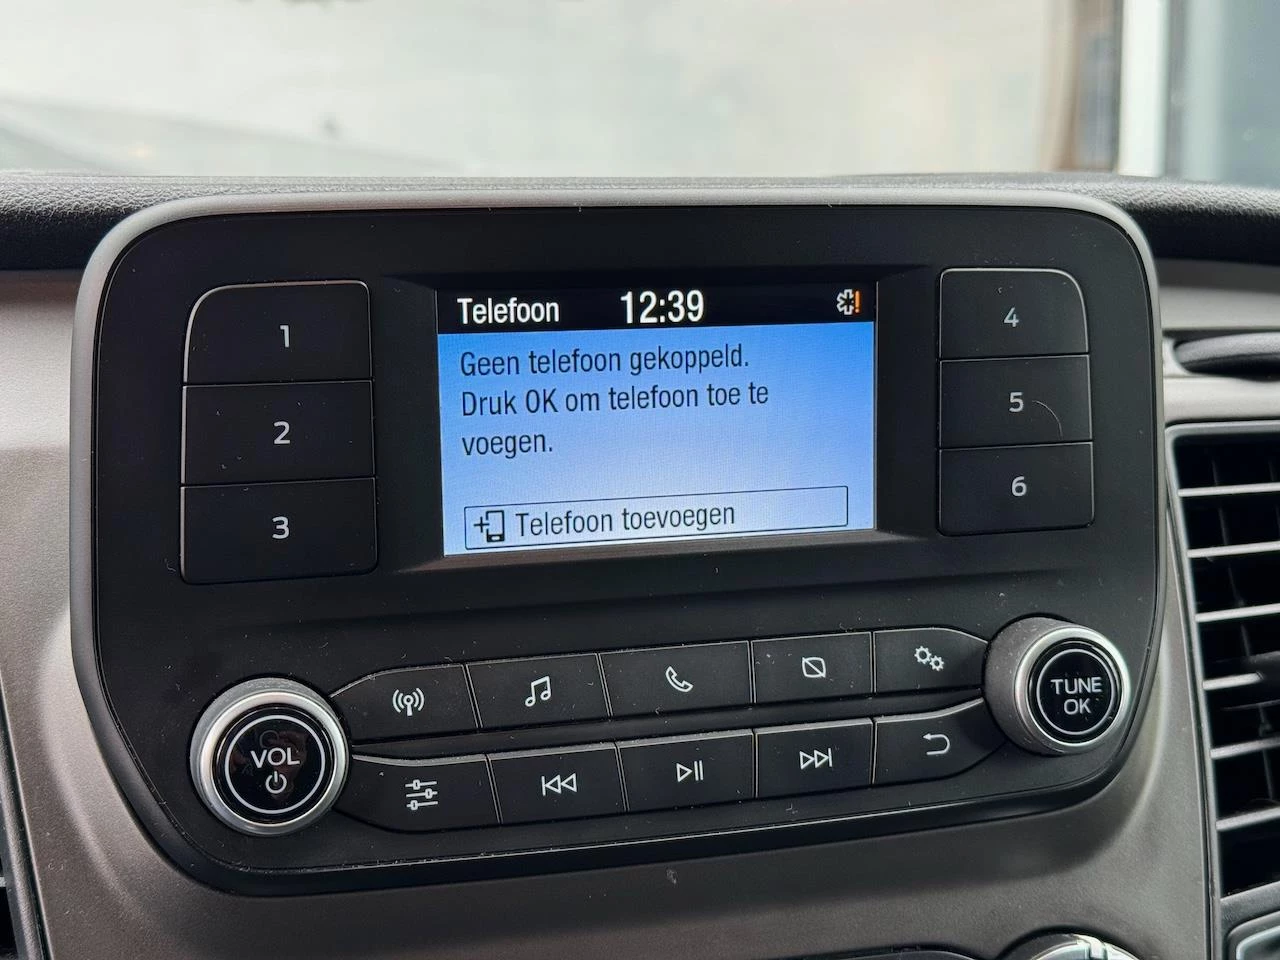 Telefoon 12:39
Geen telefoon gekoppeld.
Druk OK om telefoon toe te
voegen.
Telefoon toevoegen
1
2
3
4
5
6
VOL
TUNE
OK